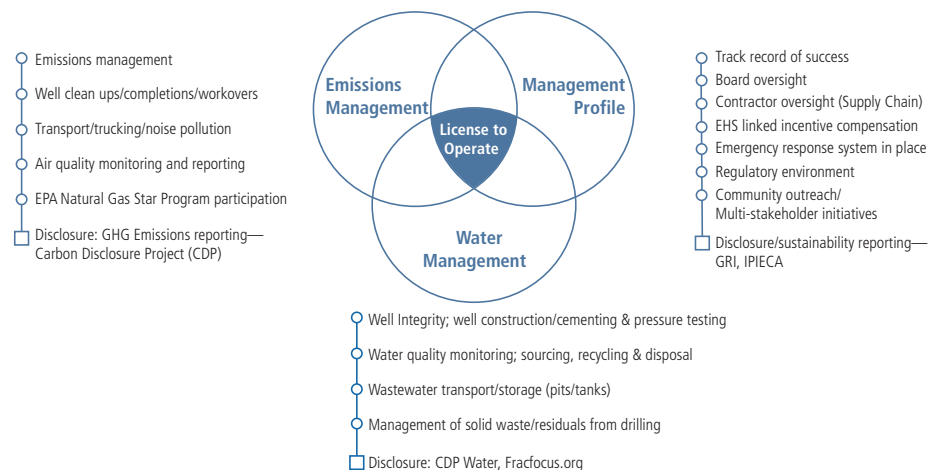 Emissions management
Well clean ups/completions/workovers
Transport/trucking/noise pollution
Air quality monitoring and reporting
EPA Natural Gas Star Program participation
Disclosure: GHG Emissions reporting—
Carbon Disclosure Project (CDP)
Emissions
Management
Management
Profile
License to
Operate
Water
Management
Track record of success
Board oversight
Contractor oversight (Supply Chain)
EHS linked incentive compensation
Emergency response system in place
Regulatory environment
Community outreach/
Multi-stakeholder initiatives
Disclosure/sustainability reporting—
GRI, IPIECA
Well Integrity; well construction/cementing & pressure testing
Water quality monitoring; sourcing, recycling & disposal
Wastewater transport/storage (pits/tanks)
Management of solid waste/residuals from drilling
Disclosure: CDP Water, Fracfocus.org